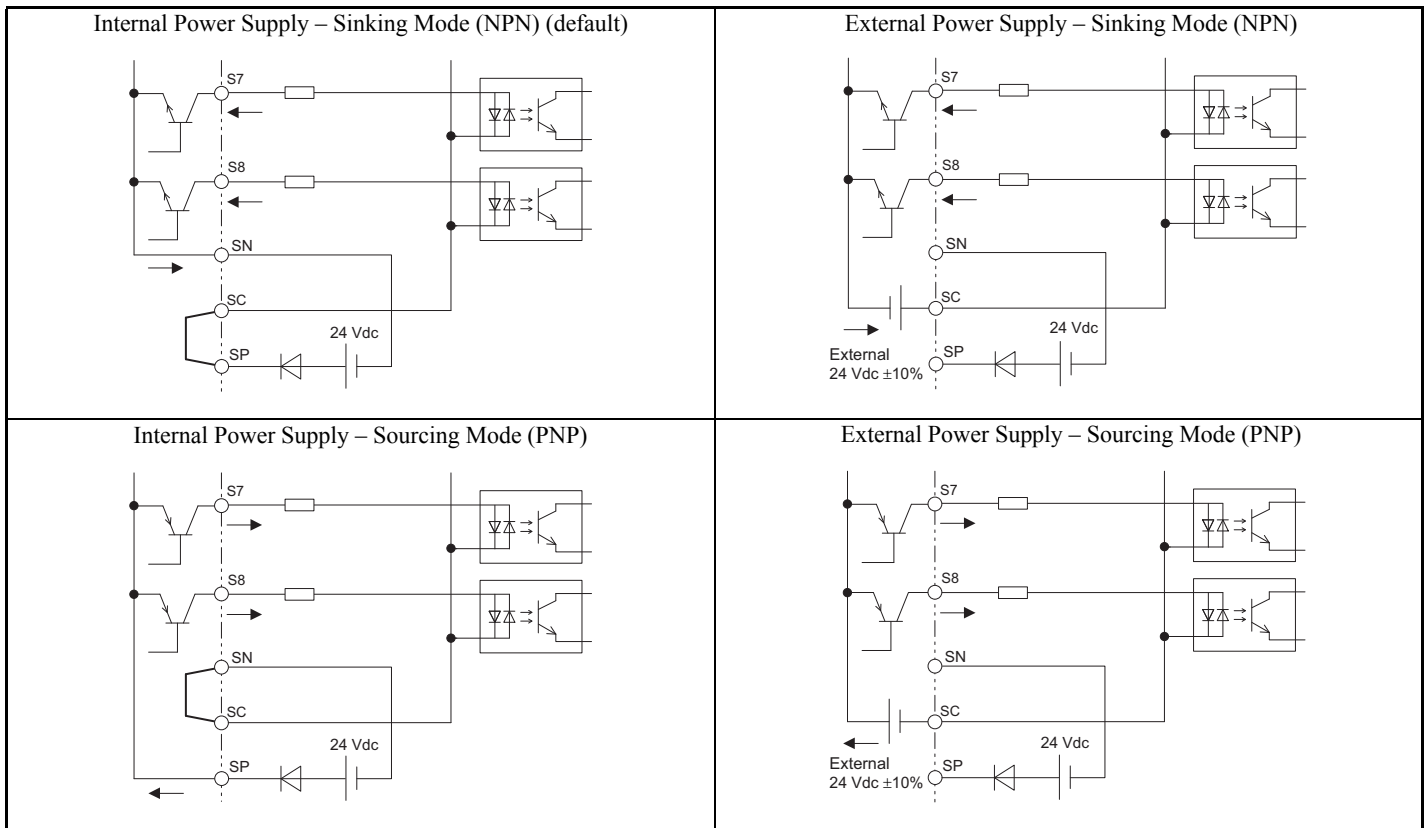 Internal Power Supply – Sinking Mode (NPN) (default)
S7
S8
SN
SC
24 Vdc
SP
External Power Supply – Sinking Mode (NPN)
S7
S8
SN
SC
24 Vdc
External
24 Vdc ±10%
SP
Internal Power Supply – Sourcing Mode (PNP)
S7
S8
SN
SC
24 Vdc
SP
External Power Supply – Sourcing Mode (PNP)
S7
S8
SN
SC
24 Vdc
External
24 Vdc ±10%
SP